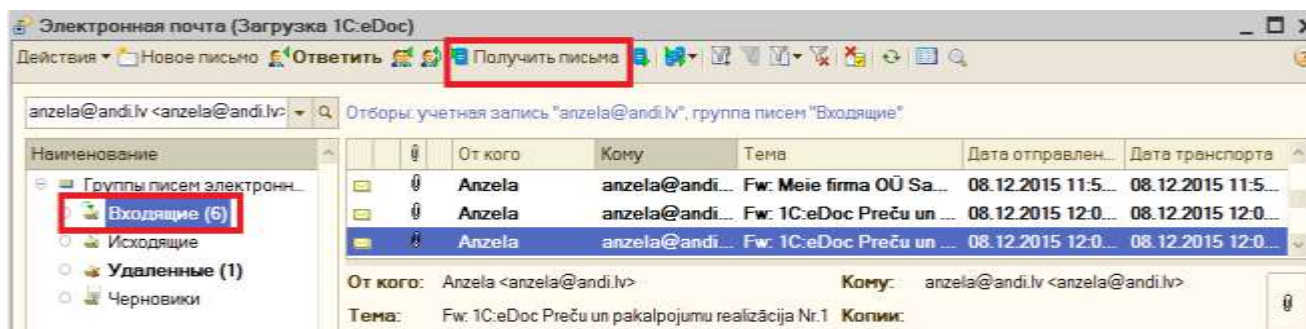 Электронная почта (Загрузка 1C:eDoc)
Действия Новое письмо Ответить Получить письма
anzela@andi.lv <anzela@andi.lv> Отборы: учетная запись "anzela@andi.lv", группа писем "Входящие"
Наименование От кого Кому Тема Дата отправлен... Дата транспорта
Группы писем электронн... Anzela anzela@andi... Fw: Meie firma OÜ Sa... 08.12.2015 11:5... 08.12.2015 11:5...
Входящие (6) Anzela anzela@andi... Fw: 1C:eDoc Preču un ... 08.12.2015 12:0... 08.12.2015 12:0...
Исходящие Anzela anzela@andi... Fw: 1C:eDoc Preču un ... 08.12.2015 12:0... 08.12.2015 12:0...
Удаленные (1)
Черновики
От кого: Anzela <anzela@andi.lv> Кому: anzela@andi.lv <anzela@andi.lv>
Тема: Fw: 1C:eDoc Preču un pakalpojumu realizācija Nr.1 Копии: